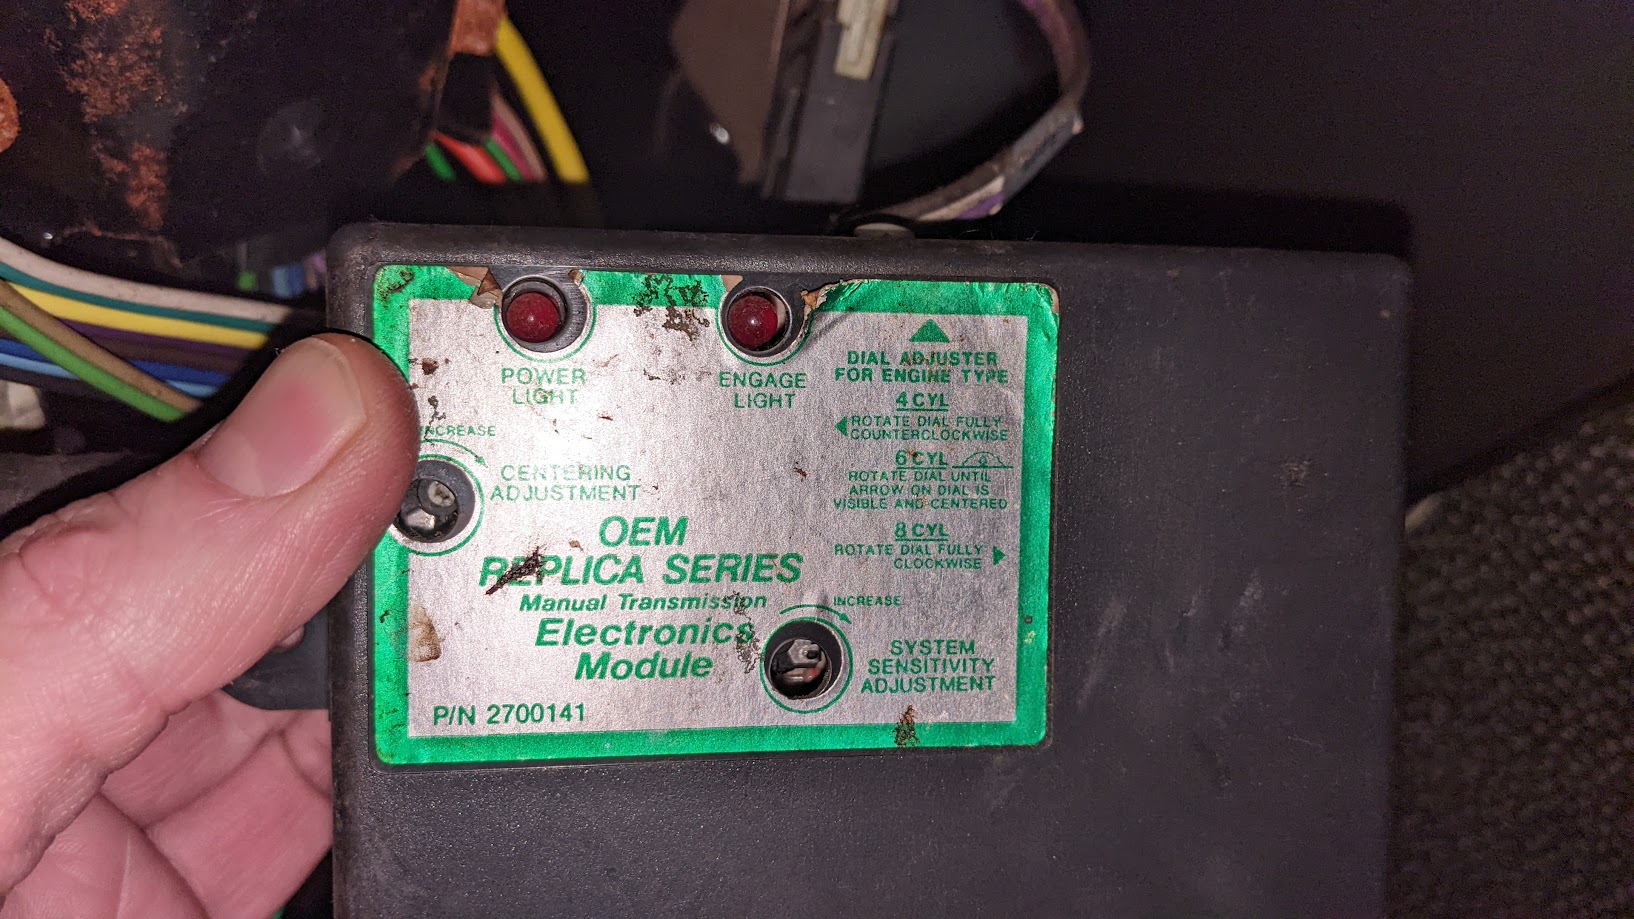 POWER
LIGHT
ENGAGE
LIGHT
DIAL ADJUSTER
FOR ENGINE TYPE
4 CYL
ROTATE DIAL FULLY
COUNTERCLOCKWISE
6 CYL
ROTATE DIAL UNTIL
ARROW ON DIAL IS
VISIBLE AND CENTERED
8 CYL
ROTATE DIAL FULLY
CLOCKWISE
INCREASE
CENTERING
ADJUSTMENT
OEM
REPLICA SERIES
Manual Transmission
Electronics
Module
INCREASE
SYSTEM
SENSITIVITY
ADJUSTMENT
P/N 2700141